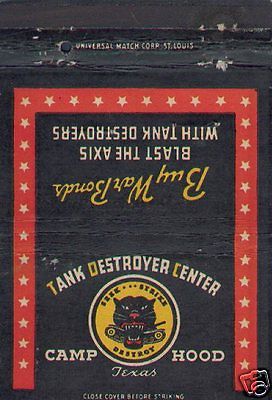 UNIVERSAL MATCH CORP. ST. LOUIS
Buy War Bonds
BLAST THE AXIS
WITH TANK DESTROYERS
TANK DESTROYER CENTER
SEEK ... STRIKE
DESTROY
CAMP HOOD
Texas
CLOSE COVER BEFORE STRIKING